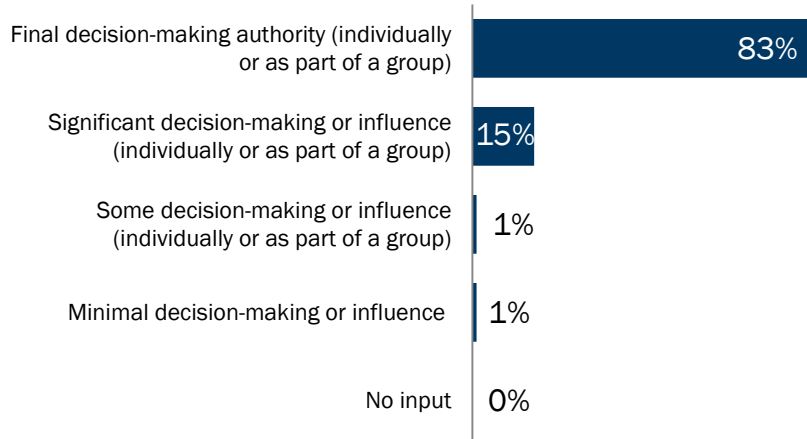 Final decision-making authority (individually
or as part of a group)
83%
Significant decision-making or influence
(individually or as part of a group)
15%
Some decision-making or influence
(individually or as part of a group)
1%
Minimal decision-making or influence
1%
No input
0%